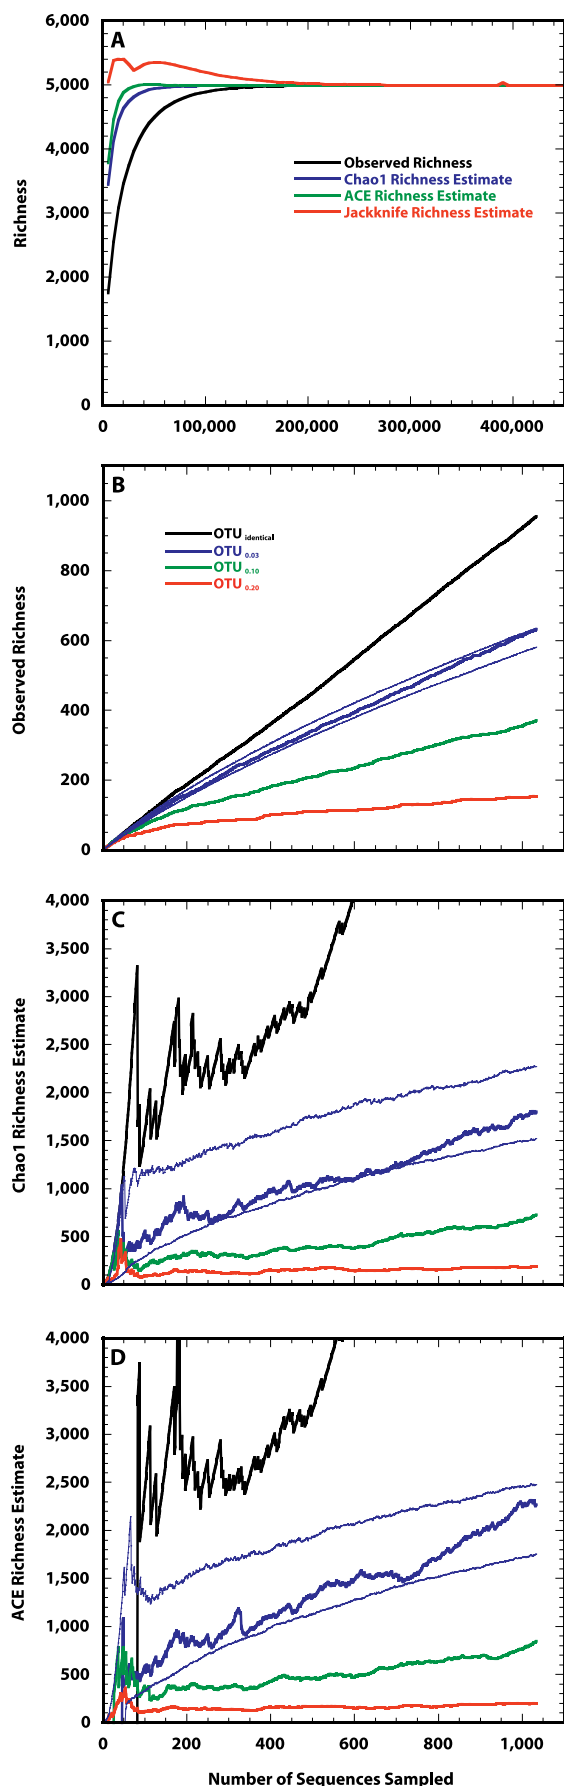 6,000
A
5,000
4,000
3,000
2,000
1,000
0
Richness
Observed Richness
Chao1 Richness Estimate
ACE Richness Estimate
Jackknife Richness Estimate
0
100,000
200,000
300,000
400,000
B
1,000
800
600
400
200
0
Observed Richness
OTU identical
OTU 0.03
OTU 0.10
OTU 0.20
4,000
C
3,500
3,000
2,500
2,000
1,500
1,000
500
0
Chao1 Richness Estimate
4,000
D
3,500
3,000
2,500
2,000
1,500
1,000
500
0
ACE Richness Estimate
0
200
400
600
800
1,000
Number of Sequences Sampled